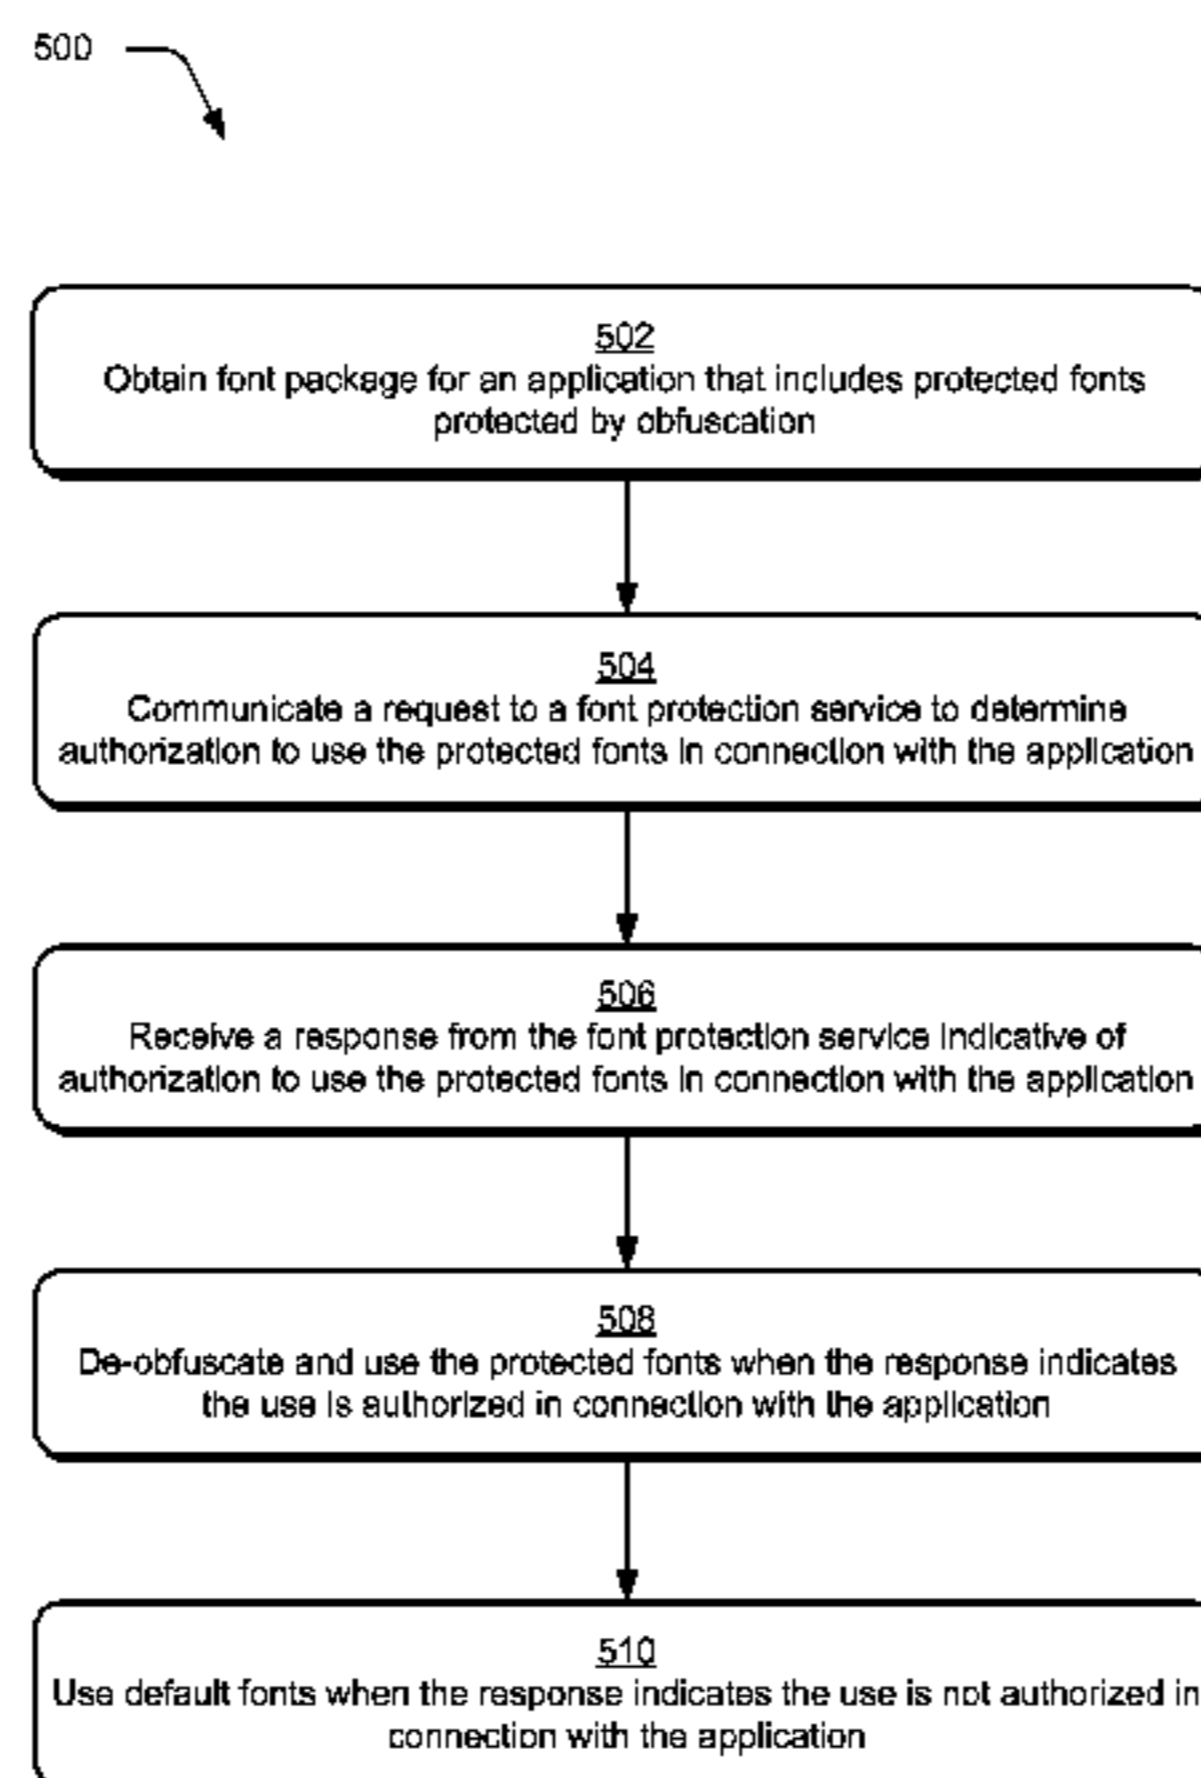 500
502
Obtain font package for an application that includes protected fonts
protected by obfuscation
504
Communicate a request to a font protection service to determine
authorization to use the protected fonts in connection with the application
506
Receive a response from the font protection service indicative of
authorization to use the protected fonts in connection with the application
508
De-obfuscate and use the protected fonts when the response indicates
the use is authorized in connection with the application
510
Use default fonts when the response indicates the use is not authorized in
connection with the application